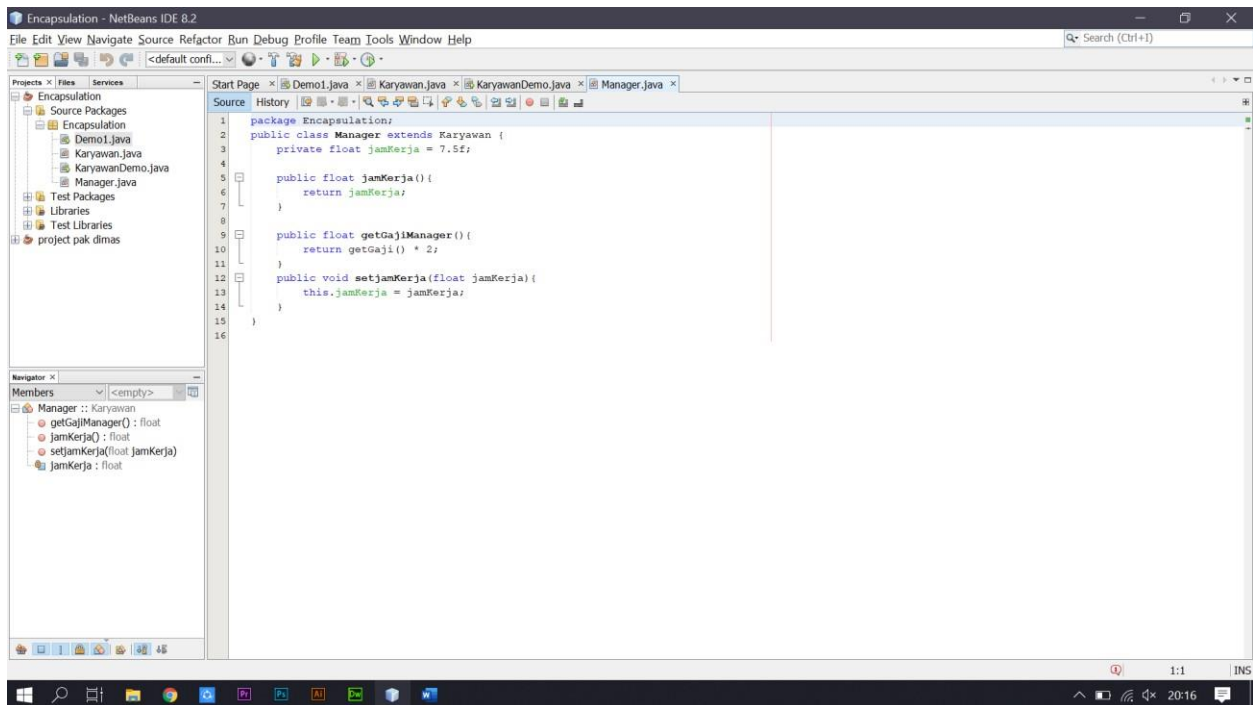 Encapsulation - NetBeans IDE 8.2
File Edit View Navigate Source Refactor Run Debug Profile Team Tools Window Help
Search (Ctrl+I)
<default confi...
Projects Files Services
Encapsulation
Source Packages
Encapsulation
Demo1.java
Karyawan.java
KaryawanDemo.java
Manager.java
Test Packages
Libraries
Test Libraries
project pak dimas
Start Page Demo1.java Karyawan.java KaryawanDemo.java Manager.java
Source History
1 package Encapsulation;
2 public class Manager extends Karyawan {
3 private float jamKerja = 7.5f;
4
5 public float jamKerja(){
6 return jamKerja;
7 }
8
9 public float getGajiManager(){
10 return getGaji() * 2;
11 }
12 public void setjamKerja(float jamKerja){
13 this.jamKerja = jamKerja;
14 }
15 }
16
Navigator
Members <empty>
Manager :: Karyawan
getGajiManager() : float
jamKerja() : float
setjamKerja(float jamKerja)
jamKerja : float
1:1 INS
Pr Ps Ai Dw W
20:16